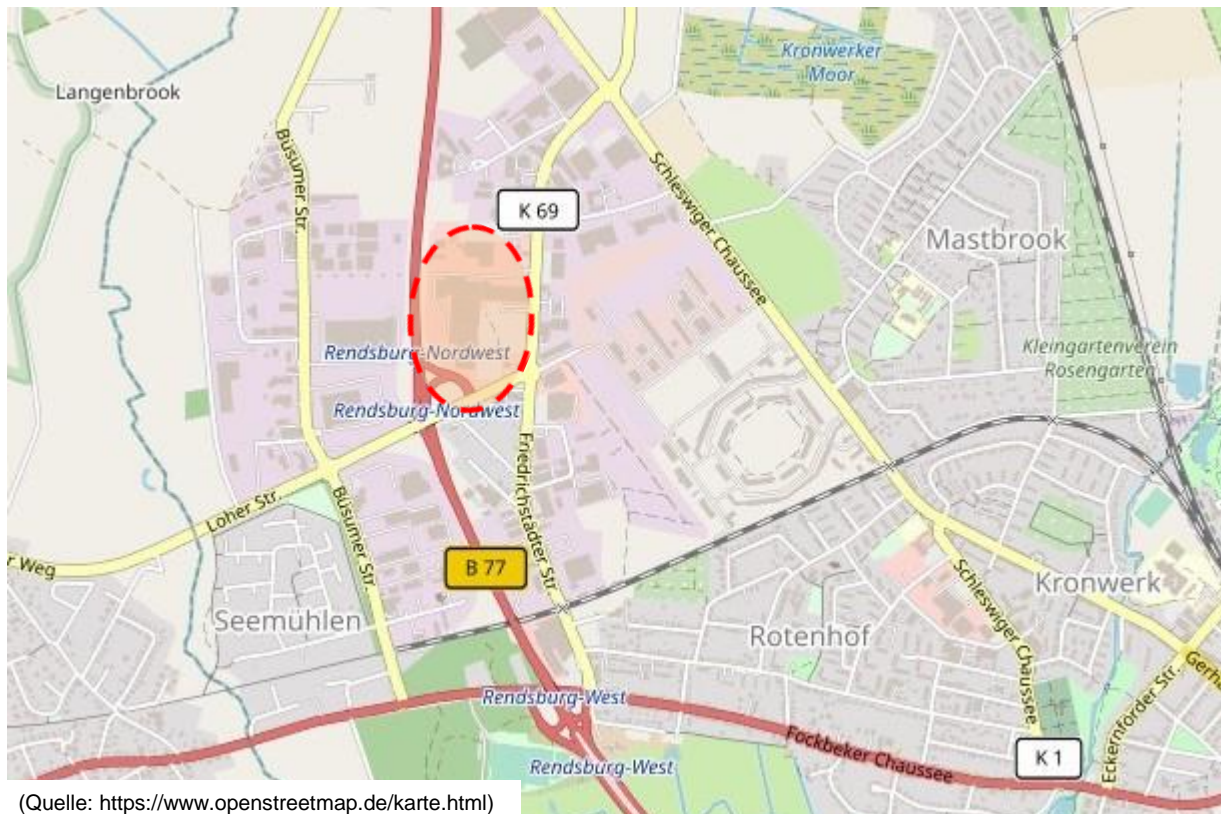 Kronwerker
Moor
Langenbrook
Büsumer Str.
Schleswiger Chaussee
K 69
Mastbrook
Rendsburg-Nordwest
Kleingartenverein
Rosengarten
Rendsburg-Nordwest
Friedrichstädter Str.
Loher Str.
Büsumer Str.
r Weg
B 77
Schleswiger Chaussee
Kronwerk
Seemühlen
Rotenhof
Gerh
Eckernförder Str.
Rendsburg-West
Fockbeker Chaussee
K 1
Rendsburg-West
(Quelle: https://www.openstreetmap.de/karte.html)